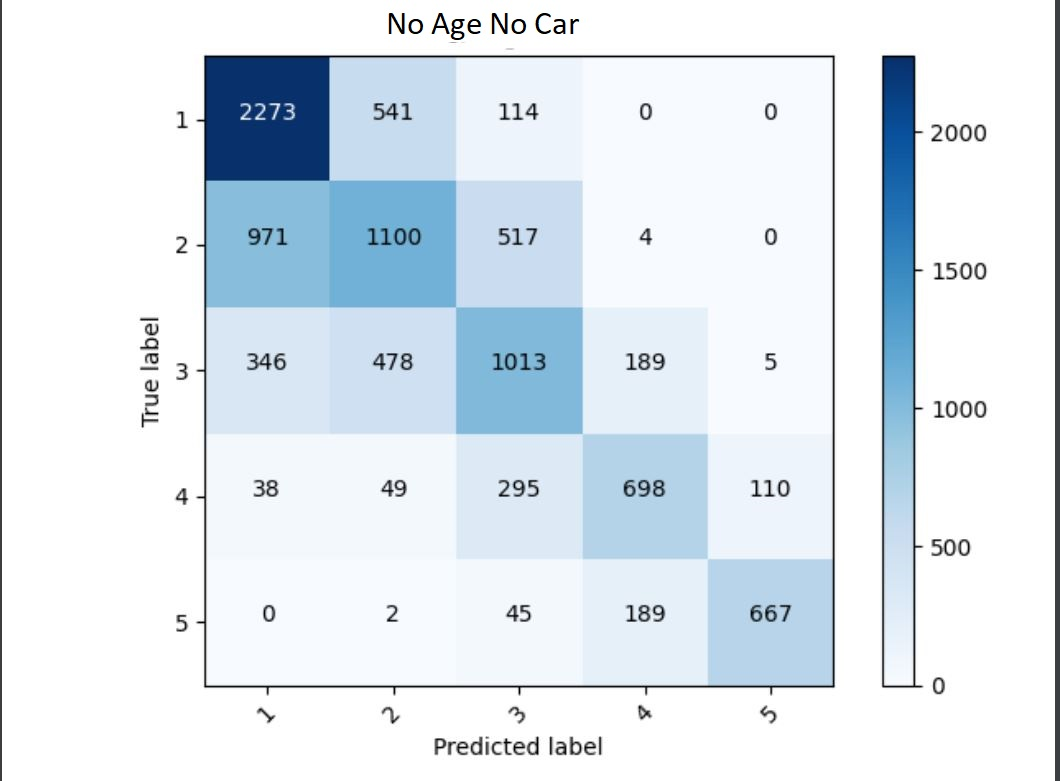 No Age No Car
1 2273 541 114 0 0
2000
2 971 1100 517 4 0
1500
True label
3 346 478 1013 189 5
1000
4 38 49 295 698 110
500
5 0 2 45 189 667
0
1 2 3 4 5
Predicted label